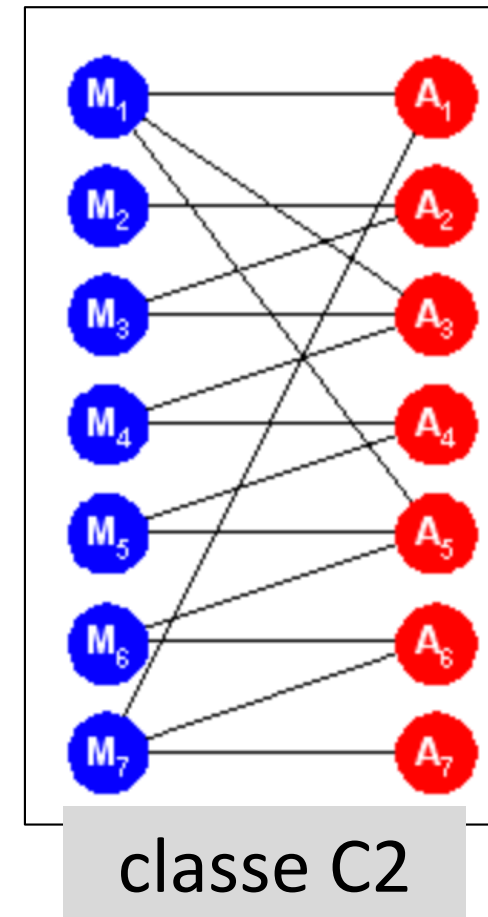 M₁ A₁
M₂ A₂
M₃ A₃
M₄ A₄
M₅ A₅
M₆ A₆
M₇ A₇
classe C2